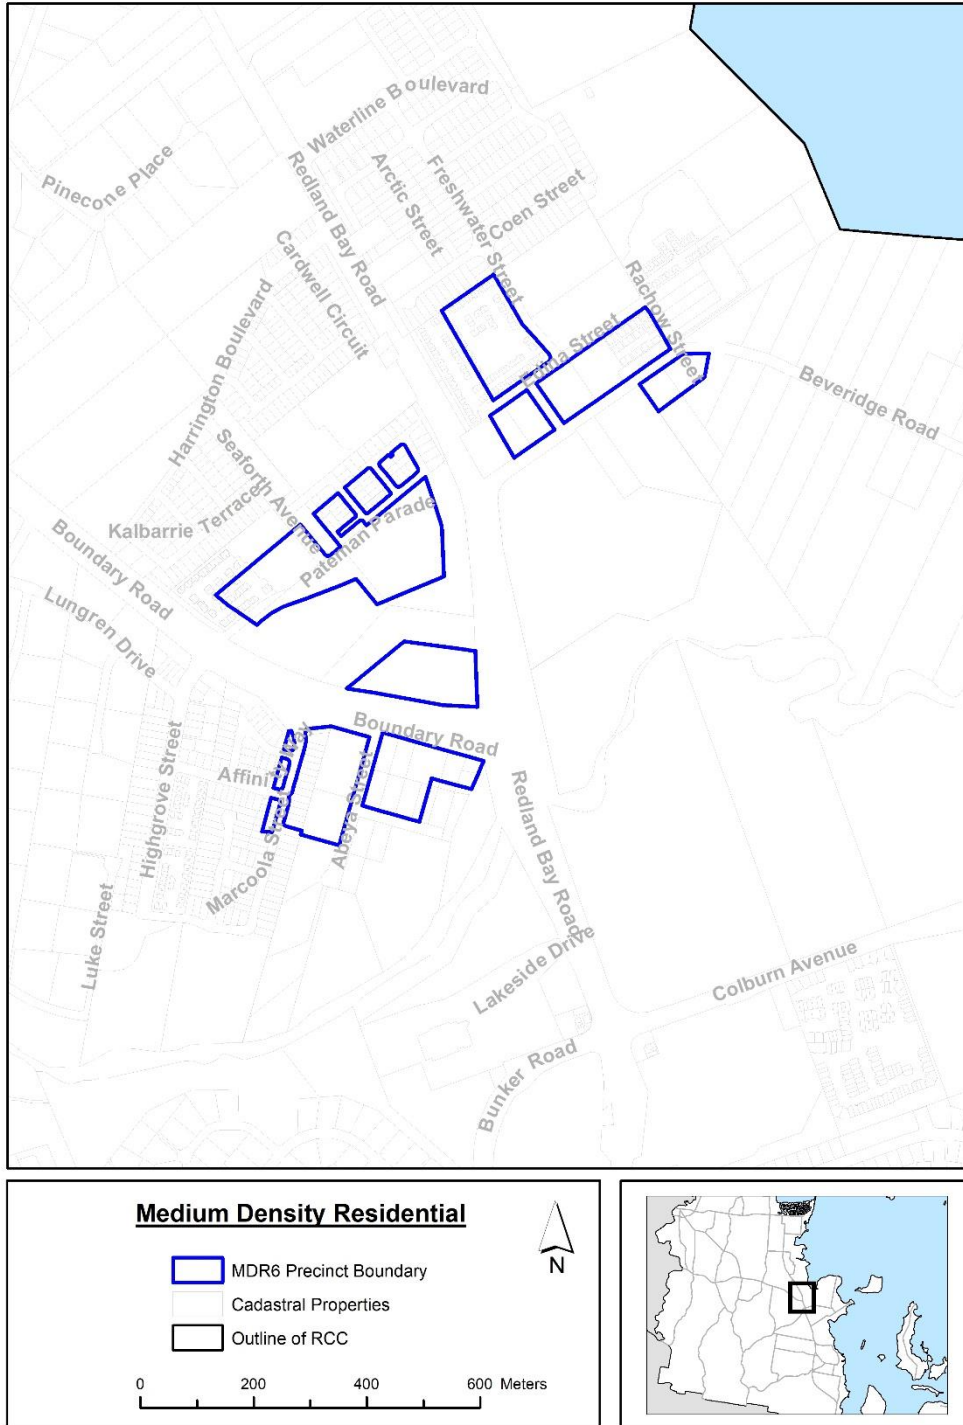 Waterline Boulevard
Pinecone Place
Redland Bay Road
Arctic Street
Freshwater Street
Coen Street
Cardwell Circuit
Rachow Street
Harrington Boulevard
Edina Street
Beveridge Road
Seaforth Avenue
Kalbarrie Terrace
Pateman Parade
Boundary Road
Lungren Drive
Boundary Road
Highgrove Street
Affinity Way
Abeya Street
Marcoola Street
Redland Bay Road
Luke Street
Lakeside Drive
Colburn Avenue
Bunker Road
Medium Density Residential
MDR6 Precinct Boundary
Cadastral Properties
Outline of RCC
N
0 200 400 600 Meters